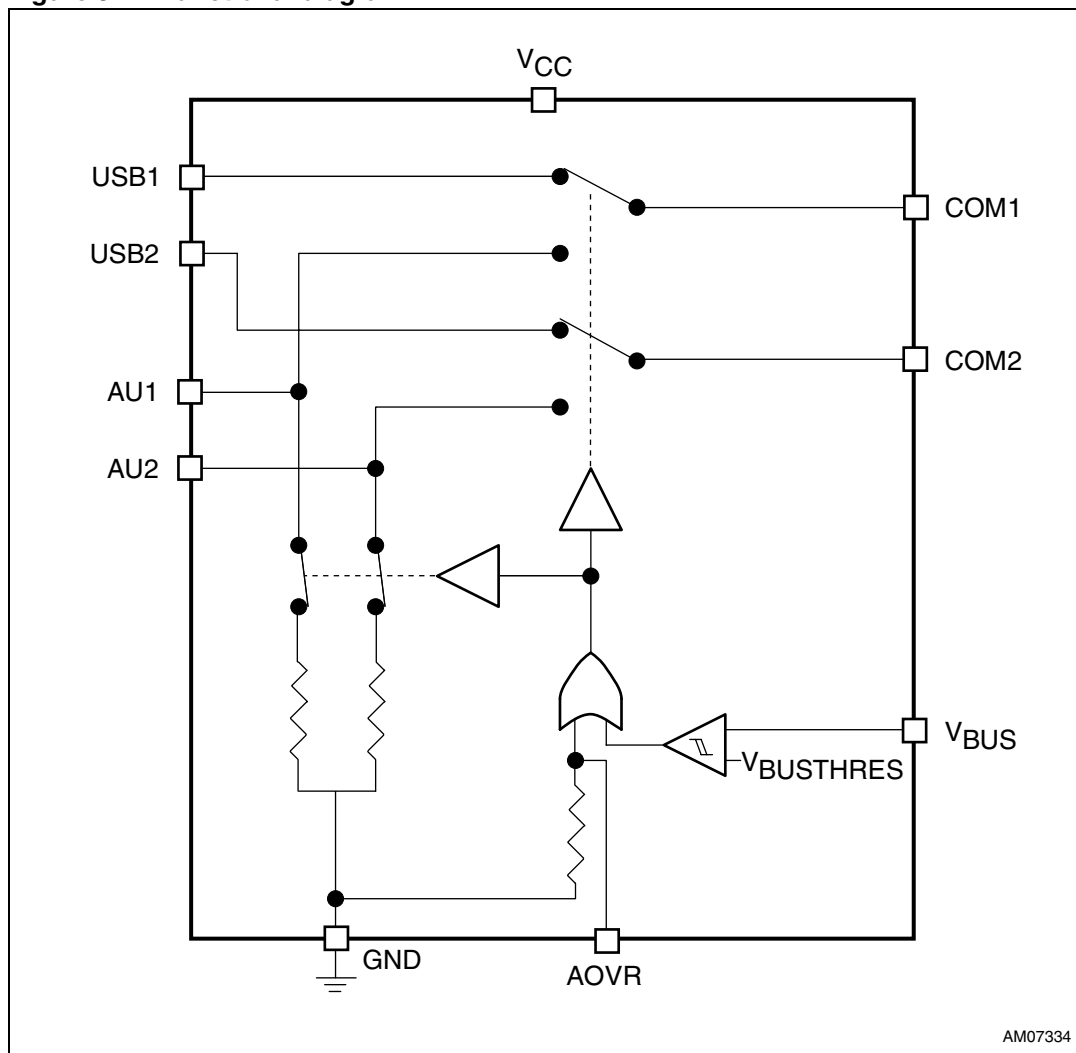 VCC
USB1
COM1
USB2
COM2
AU1
AU2
VBUS
VBUSTHRES
GND
AOVR
AM07334